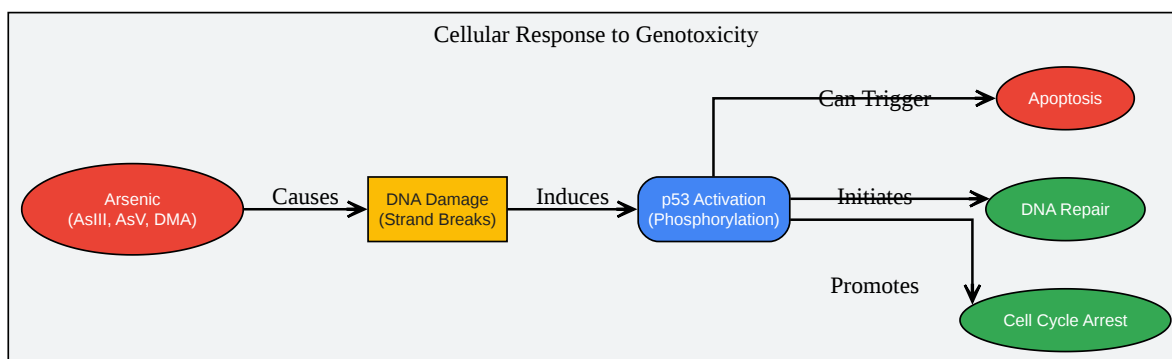 Cellular Response to Genotoxicity
Can Trigger
Apoptosis
Arsenic
(AsIII, AsV, DMA)
Causes
DNA Damage
(Strand Breaks)
Induces
p53 Activation
(Phosphorylation)
Initiates
DNA Repair
Promotes
Cell Cycle Arrest